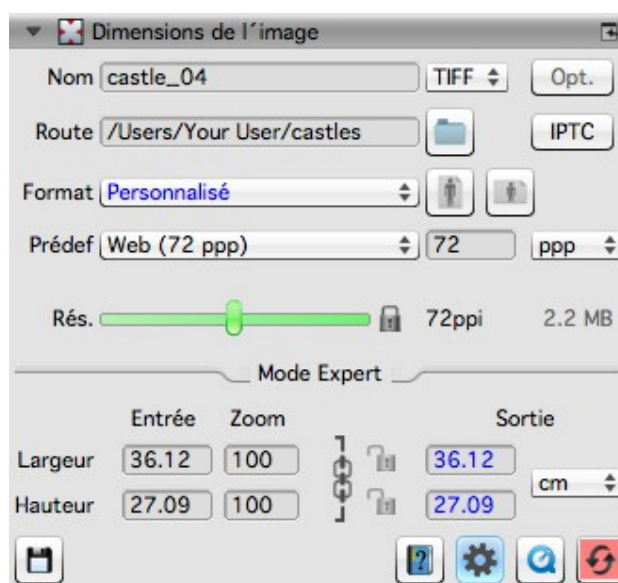 Dimensions de l´image
Nom castle_04 TIFF Opt.
Route /Users/Your User/castles IPTC
Format Personnalisé
Prédef Web (72 ppp) 72 ppp
Rés. 72ppi 2.2 MB
Mode Expert
Entrée Zoom Sortie
Largeur 36.12 100 36.12
cm
Hauteur 27.09 100 27.09
?